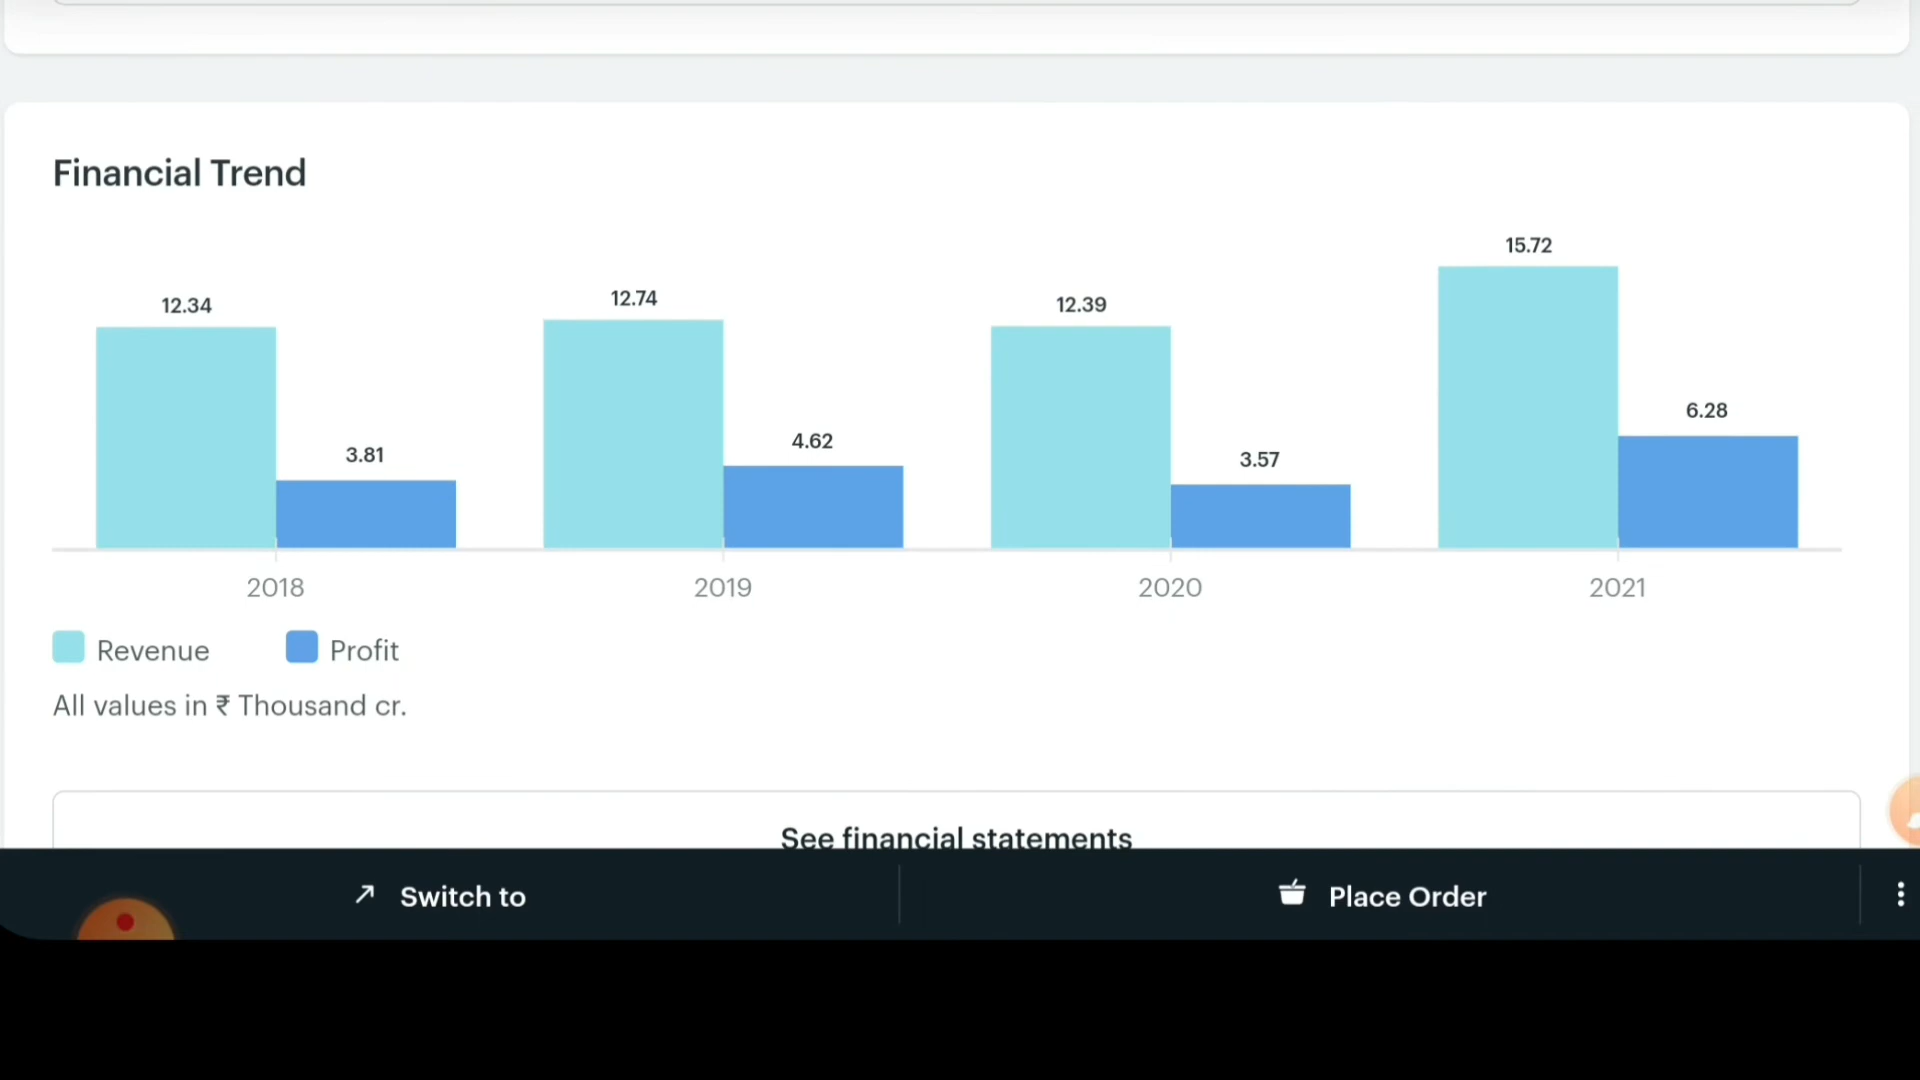 Financial Trend
15.72
12.34
12.74
12.39
3.81
4.62
3.57
6.28
2018
2019
2020
2021
Revenue
Profit
All values in ₹ Thousand cr.
See financial statements
Switch to
Place Order